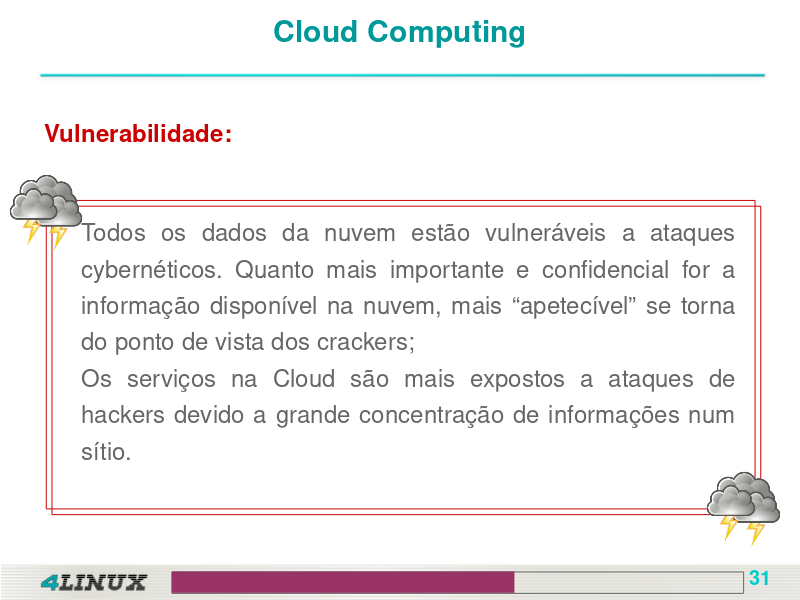 Cloud Computing
Vulnerabilidade:
Todos os dados da nuvem estão vulneráveis a ataques
cybernéticos. Quanto mais importante e confidencial for a
informação disponível na nuvem, mais “apetecível” se torna
do ponto de vista dos crackers;
Os serviços na Cloud são mais expostos a ataques de
hackers devido a grande concentração de informações num
sítio.
4LINUX
31